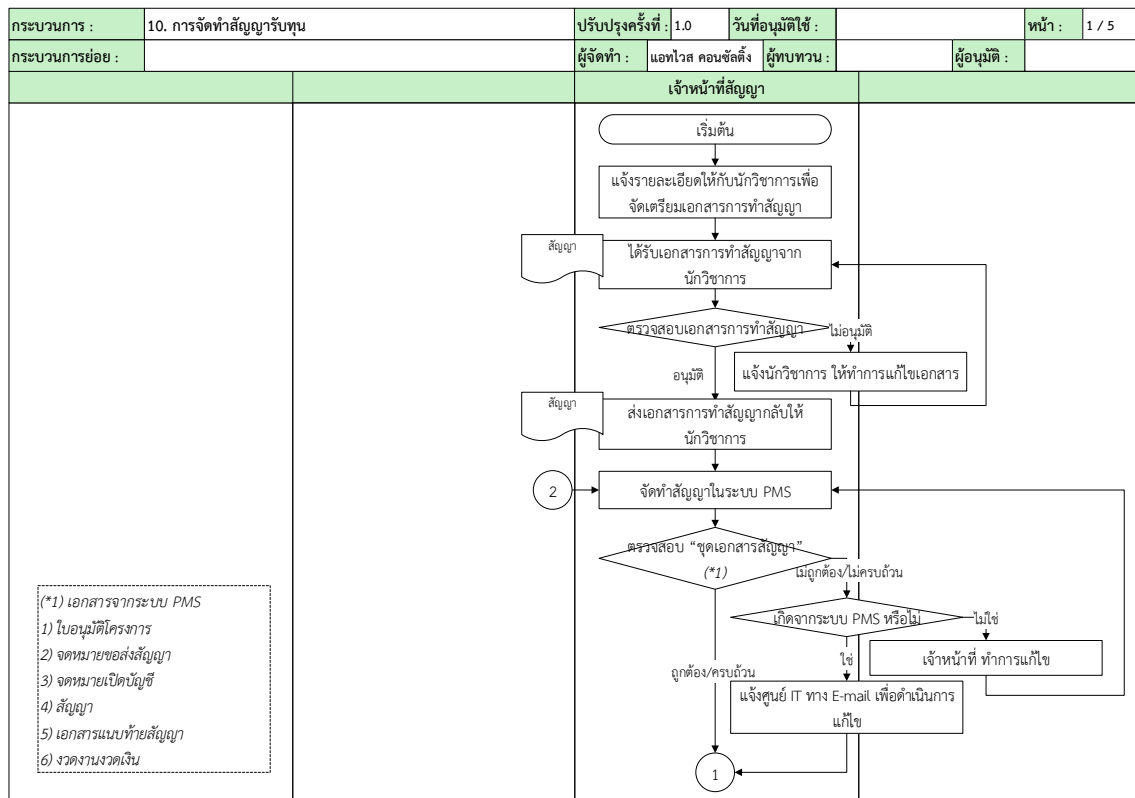 กระบวนการ : 10. การจัดทำสัญญารับทุน ปรับปรุงครั้งที่ : 1.0 วันที่อนุมัติใช้ : หน้า : 1 / 5
กระบวนการย่อย : ผู้จัดทำ : แอทไวส คอนซัลติ้ง ผู้ทบทวน : ผู้อนุมัติ :
เจ้าหน้าที่สัญญา
เริ่มต้น
แจ้งรายละเอียดให้กับนักวิชาการเพื่อ
จัดเตรียมเอกสารการทำสัญญา
สัญญา
ได้รับเอกสารการทำสัญญาจาก
นักวิชาการ
ตรวจสอบเอกสารการทำสัญญา
ไม่อนุมัติ
แจ้งนักวิชาการ ให้ทำการแก้ไขเอกสาร
อนุมัติ
สัญญา
ส่งเอกสารการทำสัญญากลับให้
นักวิชาการ
2
จัดทำสัญญาในระบบ PMS
ตรวจสอบ “ชุดเอกสารสัญญา”
(*1)
ไม่ถูกต้อง/ไม่ครบถ้วน
เกิดจากระบบ PMS หรือไม่
ไม่ใช่
เจ้าหน้าที่ ทำการแก้ไข
ใช่
ถูกต้อง/ครบถ้วน
แจ้งศูนย์ IT ทาง E-mail เพื่อดำเนินการ
แก้ไข
1
(*1) เอกสารจากระบบ PMS
1) ใบอนุมัติโครงการ
2) จดหมายขอส่งสัญญา
3) จดหมายเปิดบัญชี
4) สัญญา
5) เอกสารแนบท้ายสัญญา
6) งวดงานงวดเงิน